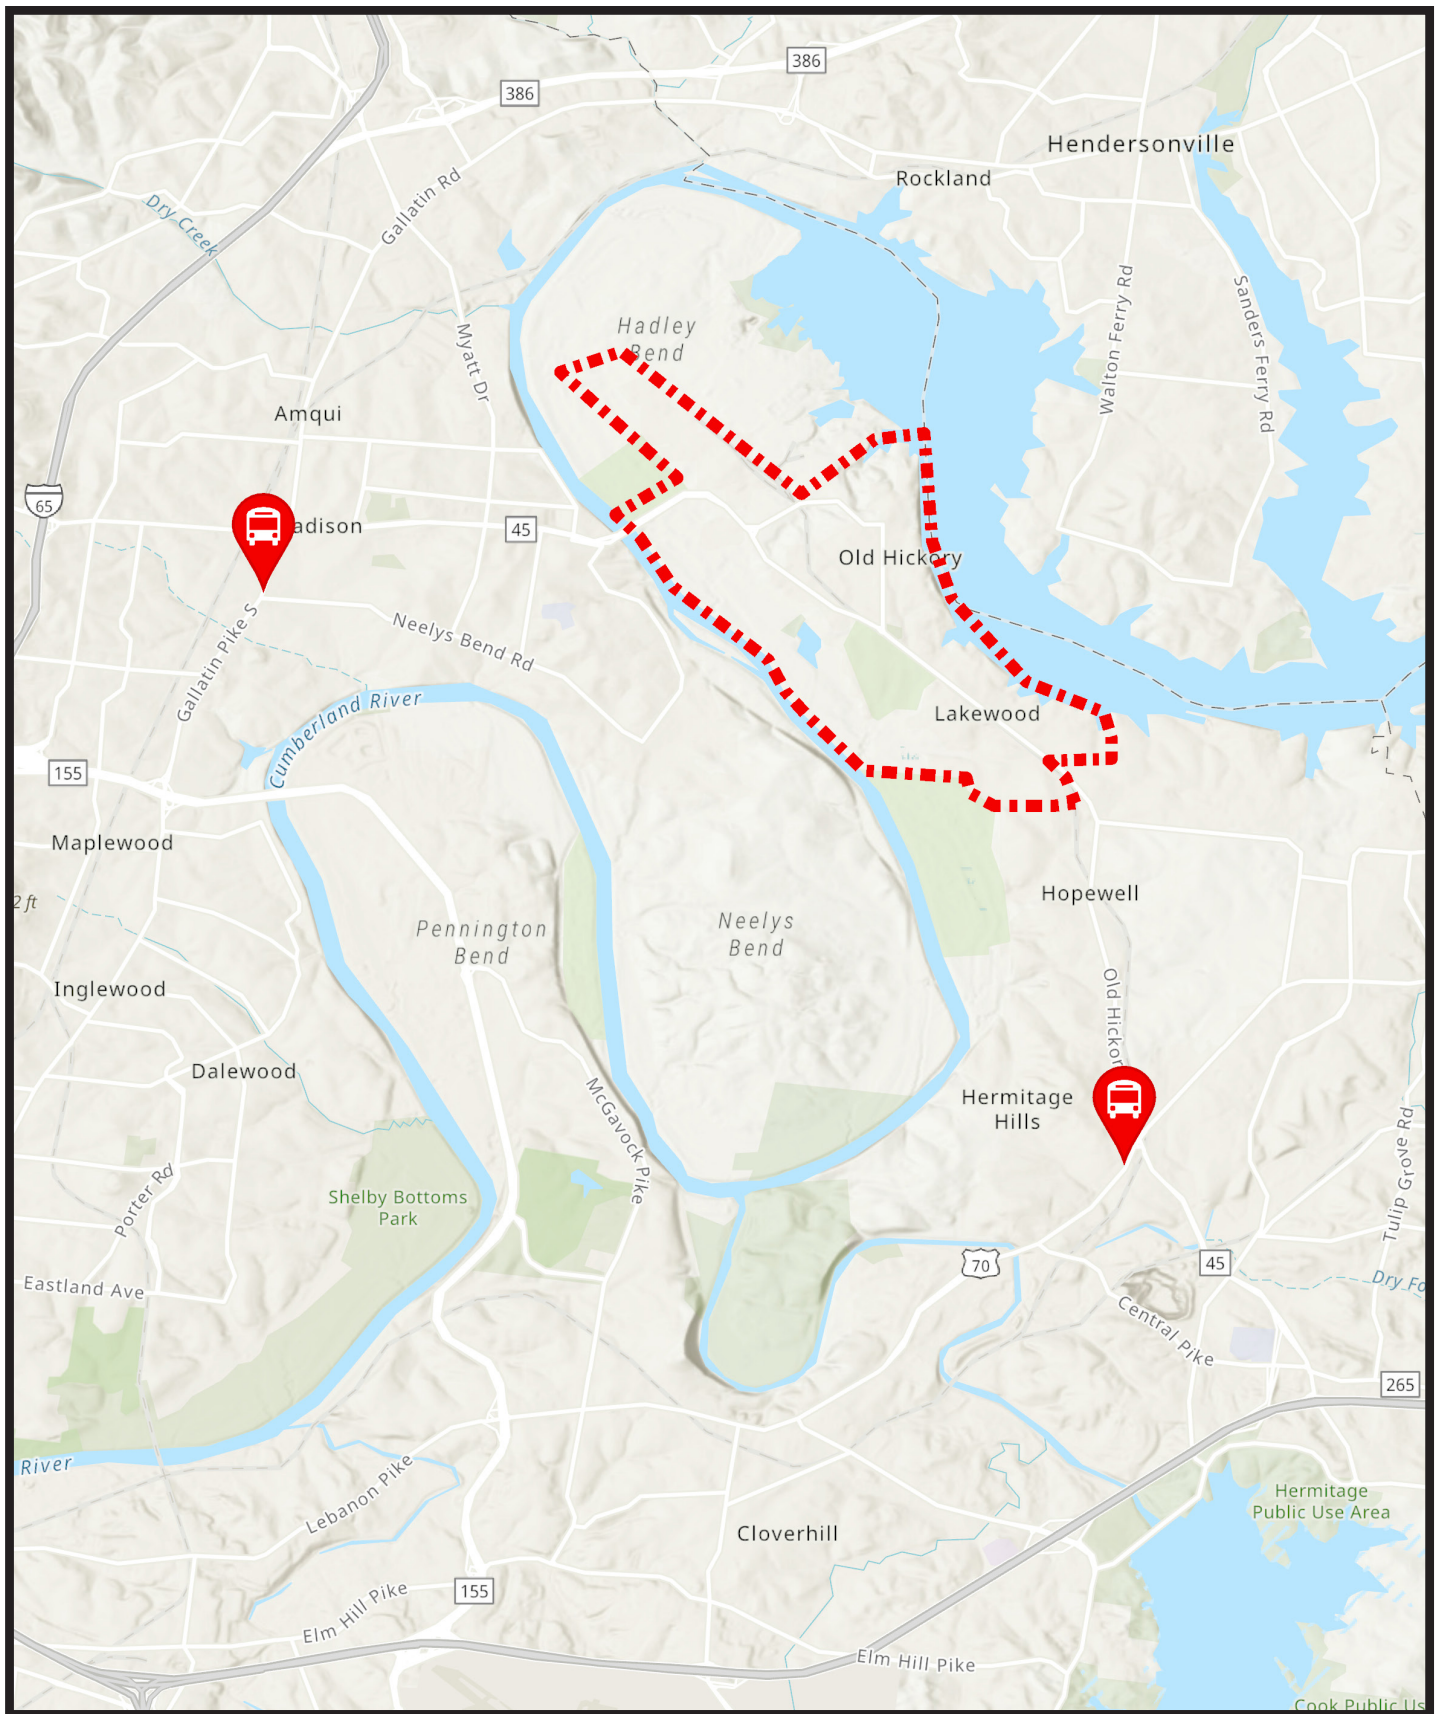 386
386
Hendersonville
Rockland
Gallatin Rd
Dry Creek
Walton Ferry Rd
Sanders Ferry Rd
Hadley
Bend
Myatt Dr
Amqui
65
adison
45
Old Hickory
Neelys Bend Rd
Gallatin Pike S
Cumberland River
Lakewood
155
Maplewood
2 ft
Hopewell
Pennington
Bend
Neelys
Bend
Inglewood
Old Hickor
Dalewood
Hermitage
Hills
McGavock Pike
Tulip Grove Rd
Porter Rd
Shelby Bottoms
Park
70
45
Eastland Ave
Dry Fo
Central Pike
265
River
Lebanon Pike
Hermitage
Public Use Area
Cloverhill
155
Elm Hill Pike
Elm Hill Pike
Cook Public Us